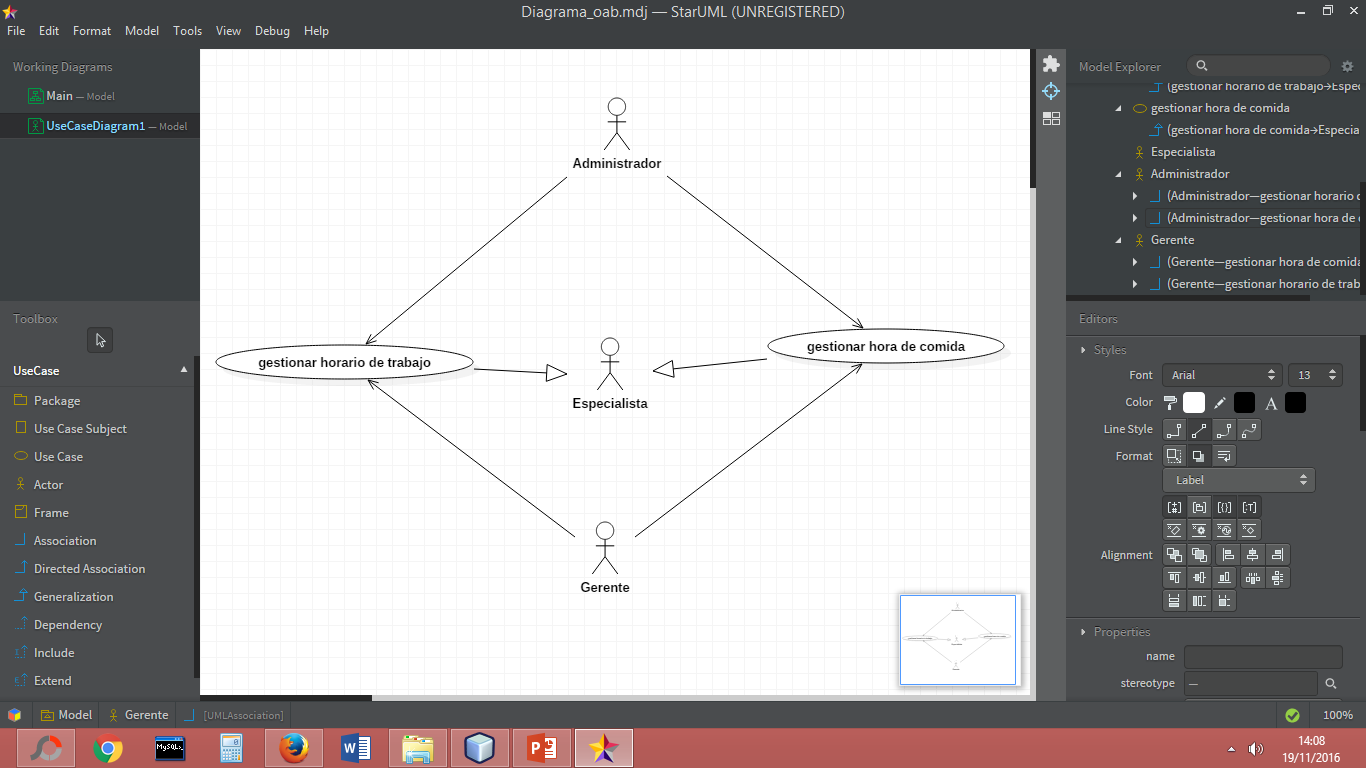 Diagrama_oab.mdj — StarUML (UNREGISTERED)
File Edit Format Model Tools View Debug Help
Working Diagrams
Main — Model
UseCaseDiagram1 — Model
Toolbox
UseCase
Package
Use Case Subject
Use Case
Actor
Frame
Association
Directed Association
Generalization
Dependency
Include
Extend
Administrador
gestionar horario de trabajo
gestionar hora de comida
Especialista
Gerente
Model Explorer
(gestionar horario de trabajo→Espec
gestionar hora de comida
(gestionar hora de comida→Especia
Especialista
Administrador
(Administrador—gestionar horario d
(Administrador—gestionar hora de
Gerente
(Gerente—gestionar hora de comida
(Gerente—gestionar horario de trab
Editors
Styles
Font Arial 13
Color A
Line Style
Format
Label
Alignment
Properties
name
stereotype —
Model Gerente [UMLAssociation]
100%
MySQL
14:08
19/11/2016